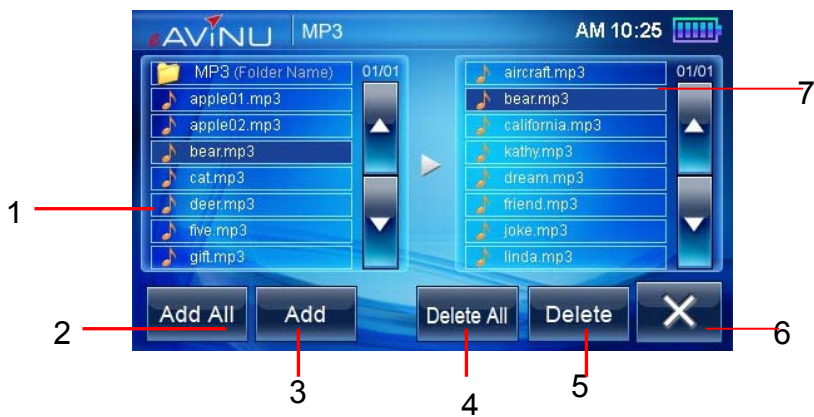 eAVINU MP3 AM 10:25
MP3 (Folder Name) 01/01
apple01.mp3
apple02.mp3
bear.mp3
cat.mp3
deer.mp3
five.mp3
gift.mp3
aircraft.mp3 01/01
bear.mp3
california.mp3
kathy.mp3
dream.mp3
friend.mp3
joke.mp3
linda.mp3
7
1
Add All Add Delete All Delete
2
3
4
5
6